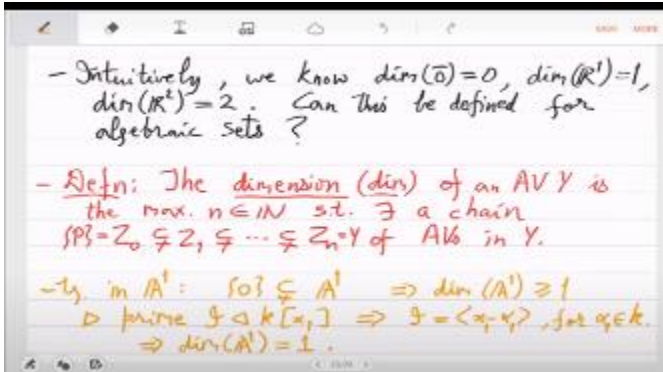 - Intuitively, we know dim(0̄)=0, dim(ℝ¹)=1,
dim(ℝ²)=2. Can this be defined for
algebraic sets?
- Defn: The dimension (dim) of an AV Y is
the max. n∈ℕ s.t. ∃ a chain
{P}=Z₀ ⊊ Z₁ ⊊ ⋯ ⊊ Zₙ=Y of AVs in Y.
- Eg. in 𝔸¹: {0} ⊊ 𝔸¹ ⇒ dim(𝔸¹) ≥ 1
▷ prime I ◁ k[x₁] ⇒ I = <x₁-α₁>, for α₁∈k.
⇒ dim(𝔸¹) = 1.